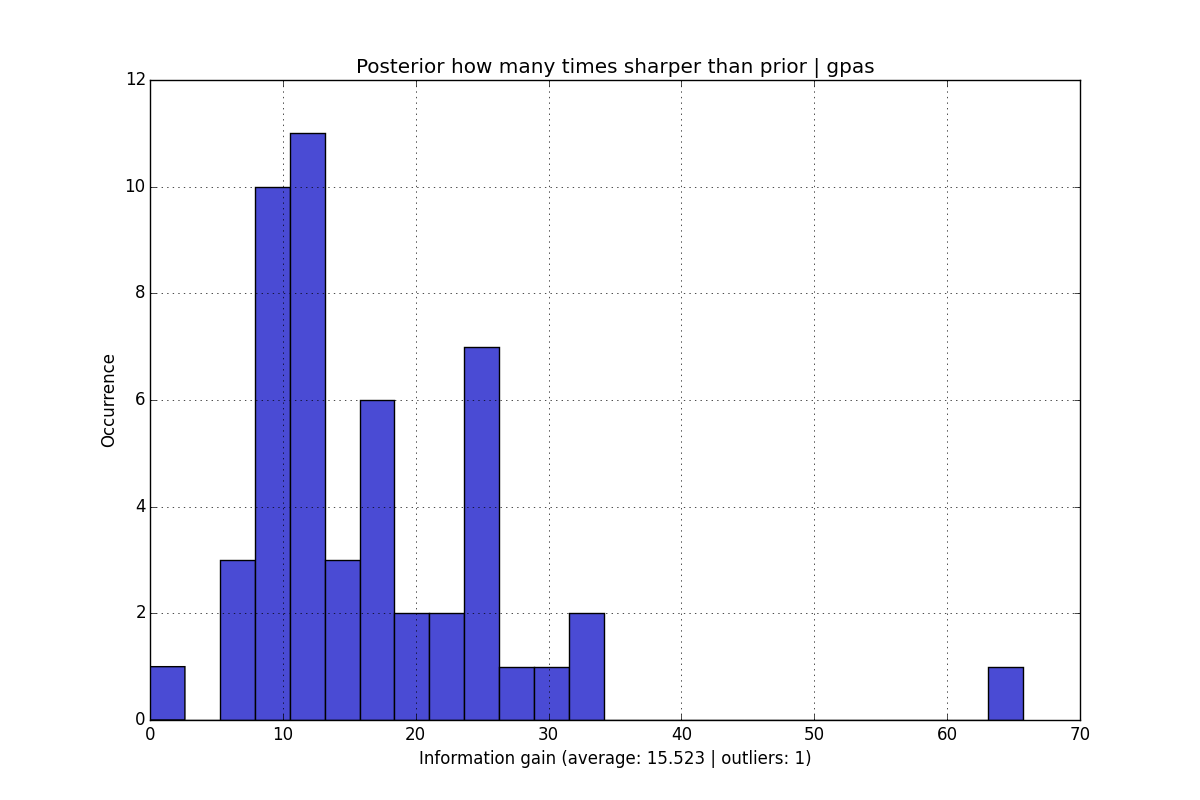 Posterior how many times sharper than prior | gpas
12
10
8
6
4
2
0
Occurrence
0 10 20 30 40 50 60 70
Information gain (average: 15.523 | outliers: 1)